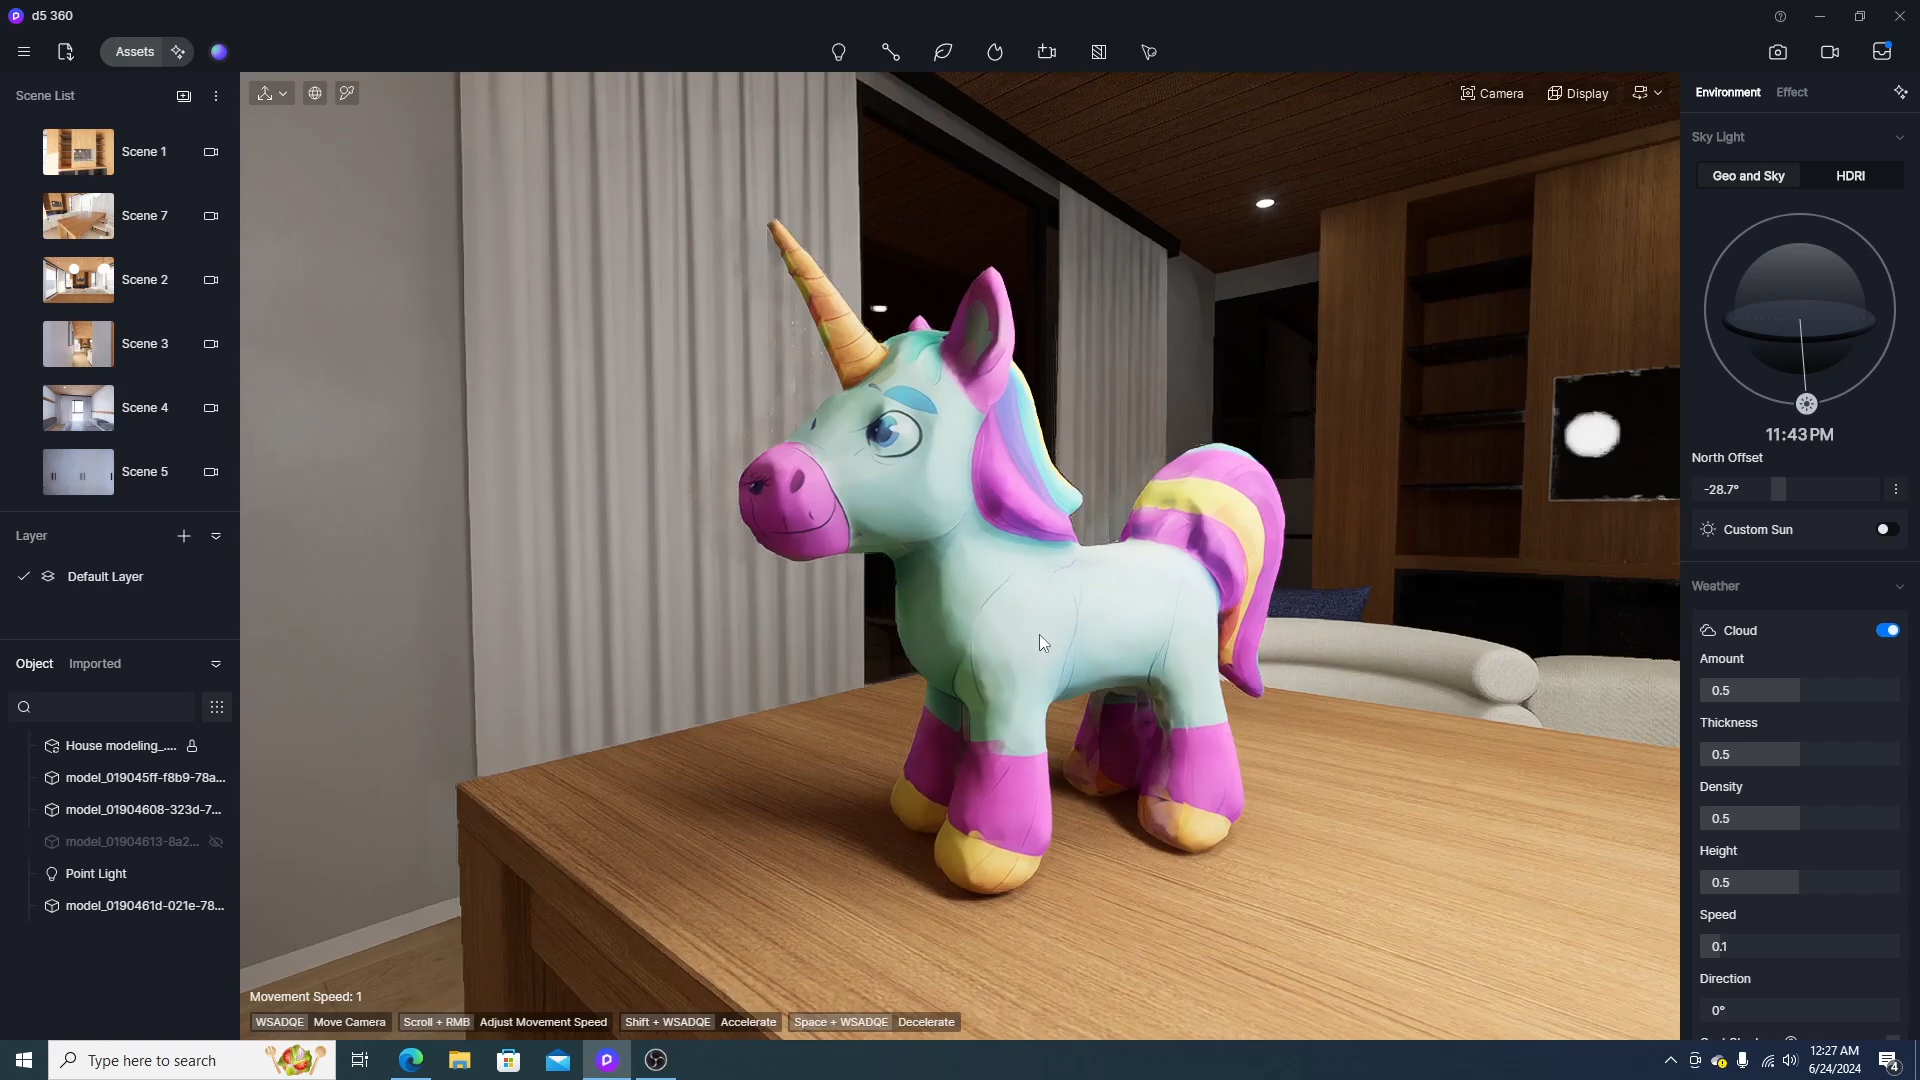 d5 360
Assets
Scene List
Scene 1
Scene 7
Scene 2
Scene 3
Scene 4
Scene 5
Layer
Default Layer
Object Imported
House modeling_....
model_019045ff-f8b9-78a...
model_01904608-323d-7...
model_01904613-8a2...
Point Light
model_0190461d-021e-78...
Camera Display
Movement Speed: 1
WSADQE Move Camera Scroll + RMB Adjust Movement Speed Shift + WSADQE Accelerate Space + WSADQE Decelerate
Environment Effect
Sky Light
Geo and Sky HDRI
11:43 PM
North Offset
-28.7°
Custom Sun
Weather
Cloud
Amount
0.5
Thickness
0.5
Density
0.5
Height
0.5
Speed
0.1
Direction
0°
Type here to search
12:27 AM
6/24/2024
4